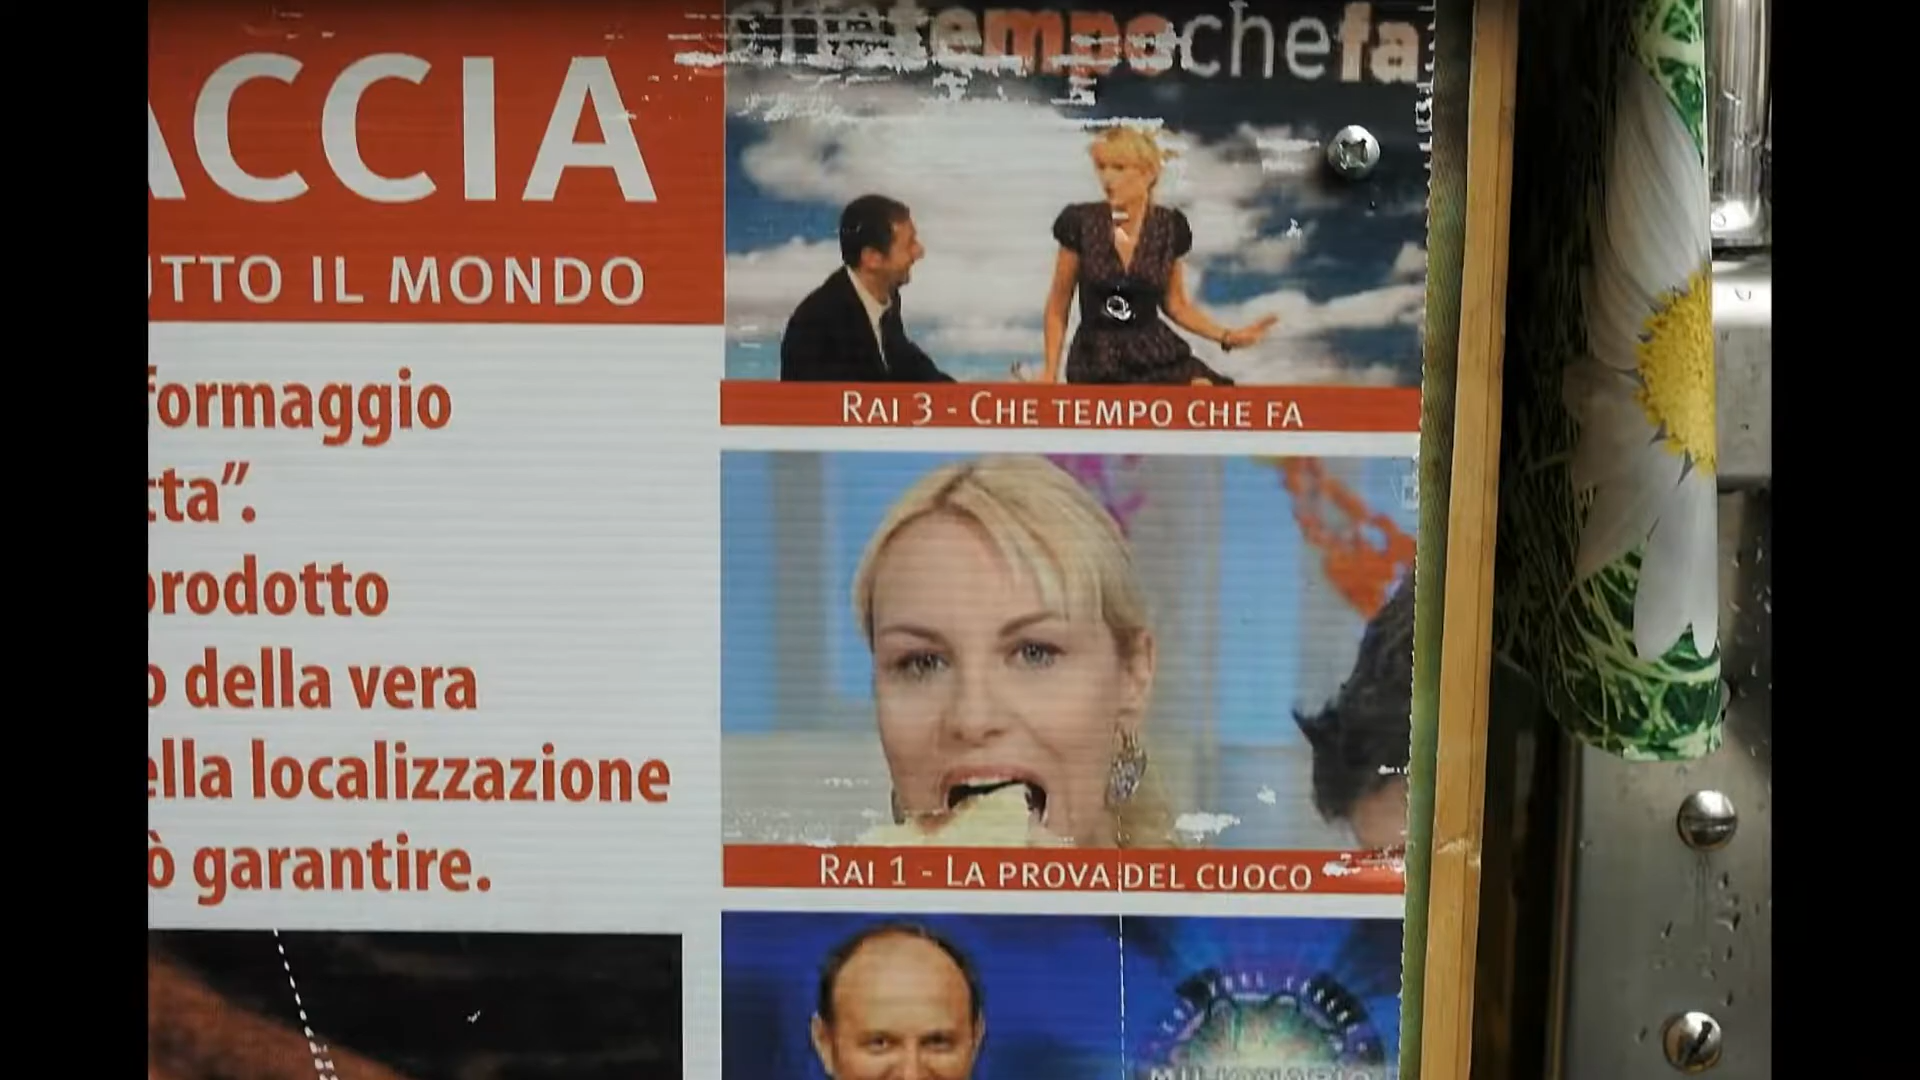 ACCIA
UTTO IL MONDO
formaggio
tta”.
prodotto
o della vera
ella localizzazione
ò garantire.
chetempochefa
RAI 3 - CHE TEMPO CHE FA
RAI 1 - LA PROVA DEL CUOCO
MILIONARIO